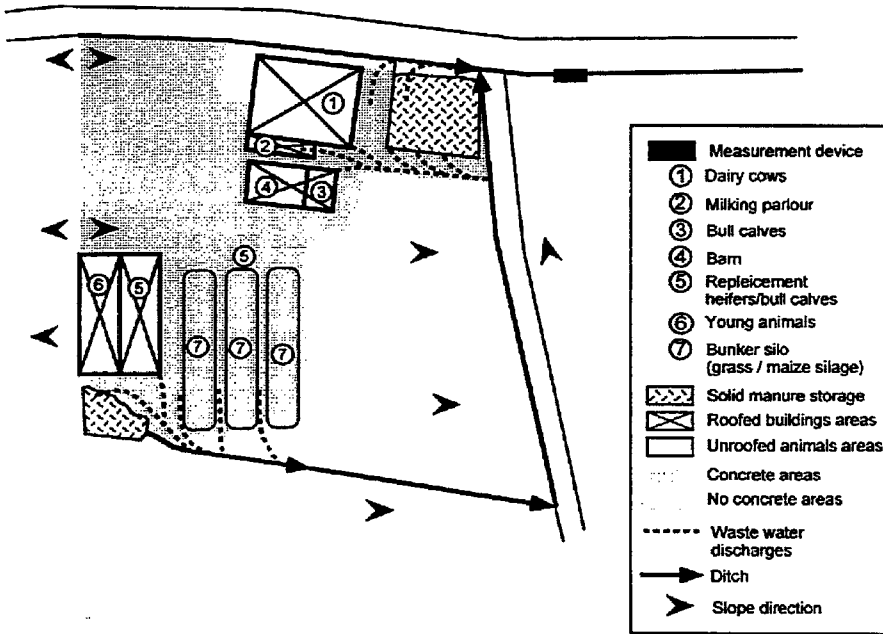 ①
②
④
③
⑤
⑥
⑤
⑦
⑦
⑦
Measurement device
① Dairy cows
② Milking parlour
③ Bull calves
④ Barn
⑤ Repleicement
heifers/bull calves
⑥ Young animals
⑦ Bunker silo
(grass / maize silage)
Solid manure storage
Roofed buildings areas
Unroofed animals areas
Concrete areas
No concrete areas
Waste water
discharges
Ditch
Slope direction